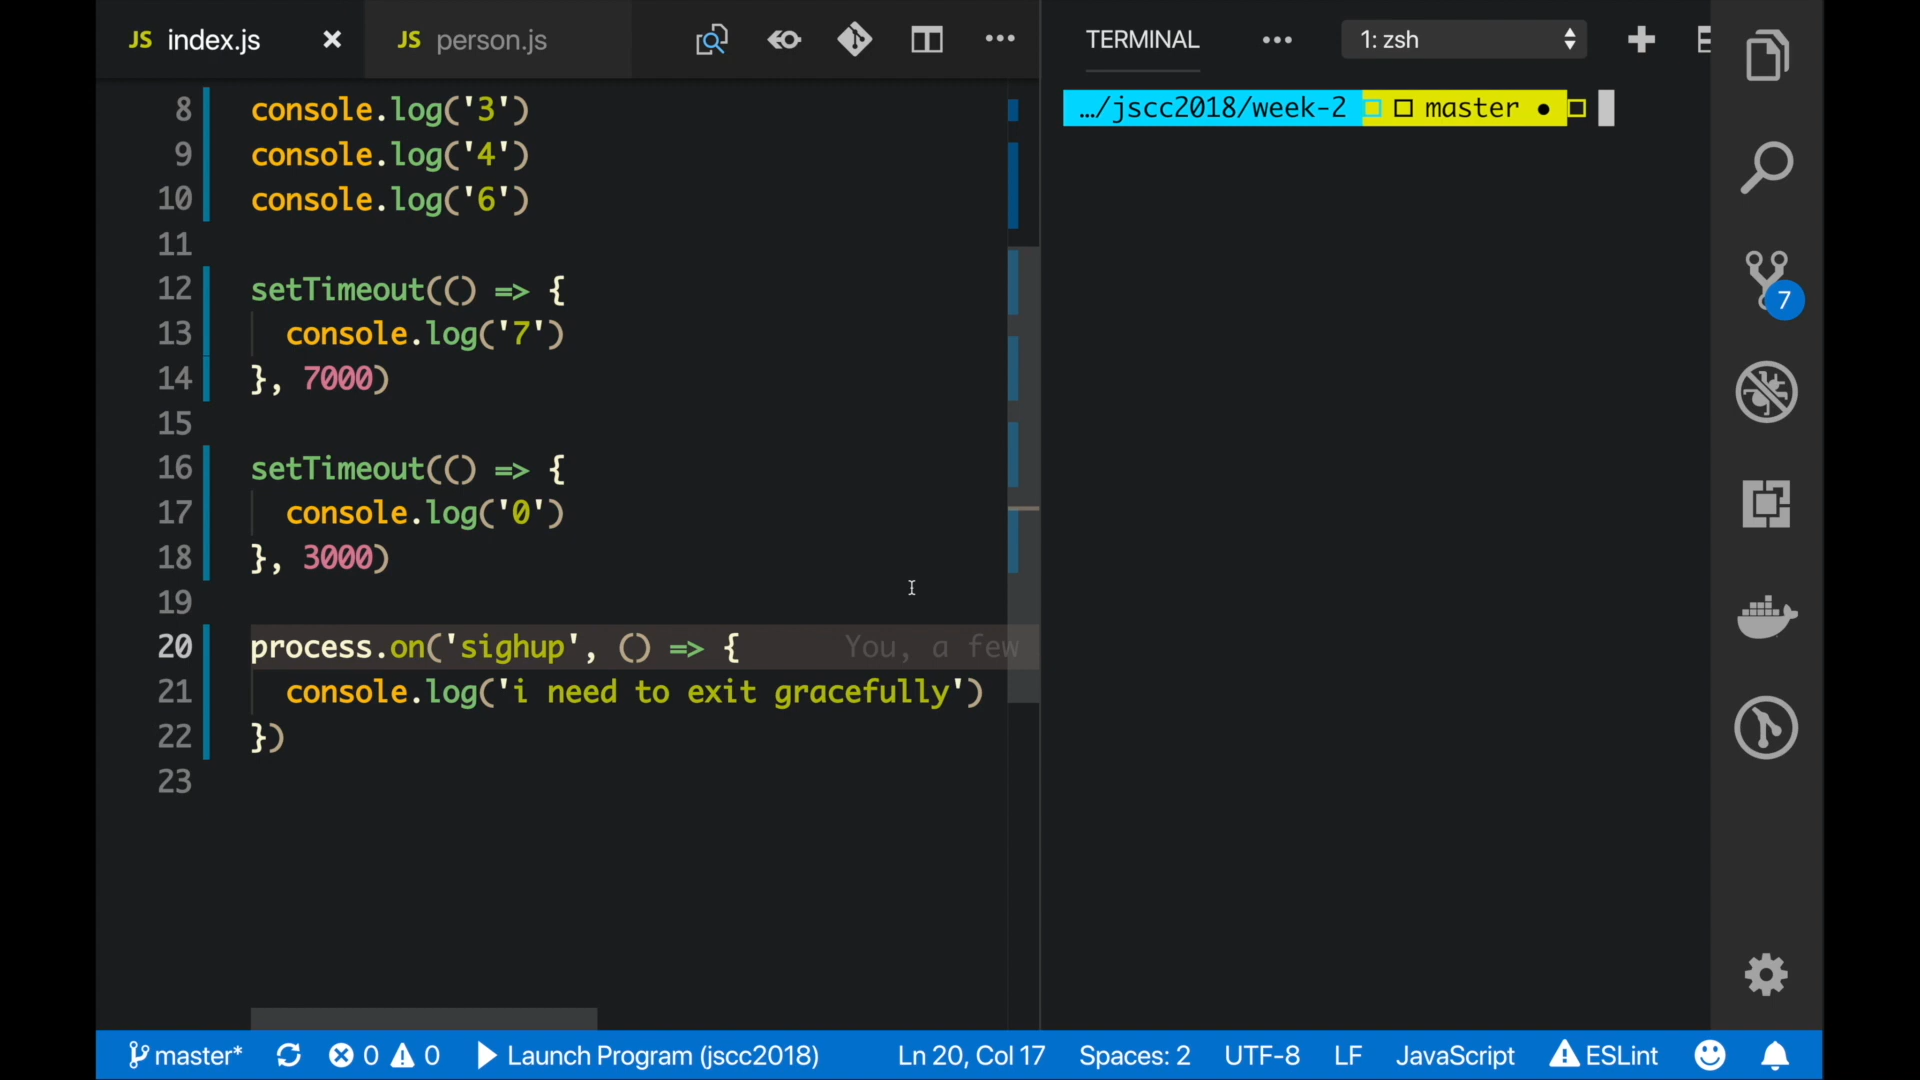 JS index.js
JS person.js
TERMINAL
1: zsh
8 console.log('3')
9 console.log('4')
10 console.log('6')
11
12 setTimeout(() => {
13 console.log('7')
14 }, 7000)
15
16 setTimeout(() => {
17 console.log('0')
18 }, 3000)
19
20 process.on('sighup', () => { You, a few
21 console.log('i need to exit gracefully')
22 })
23
…/jscc2018/week-2 master ●
7
master* 0 0 Launch Program (jscc2018) Ln 20, Col 17 Spaces: 2 UTF-8 LF JavaScript ESLint